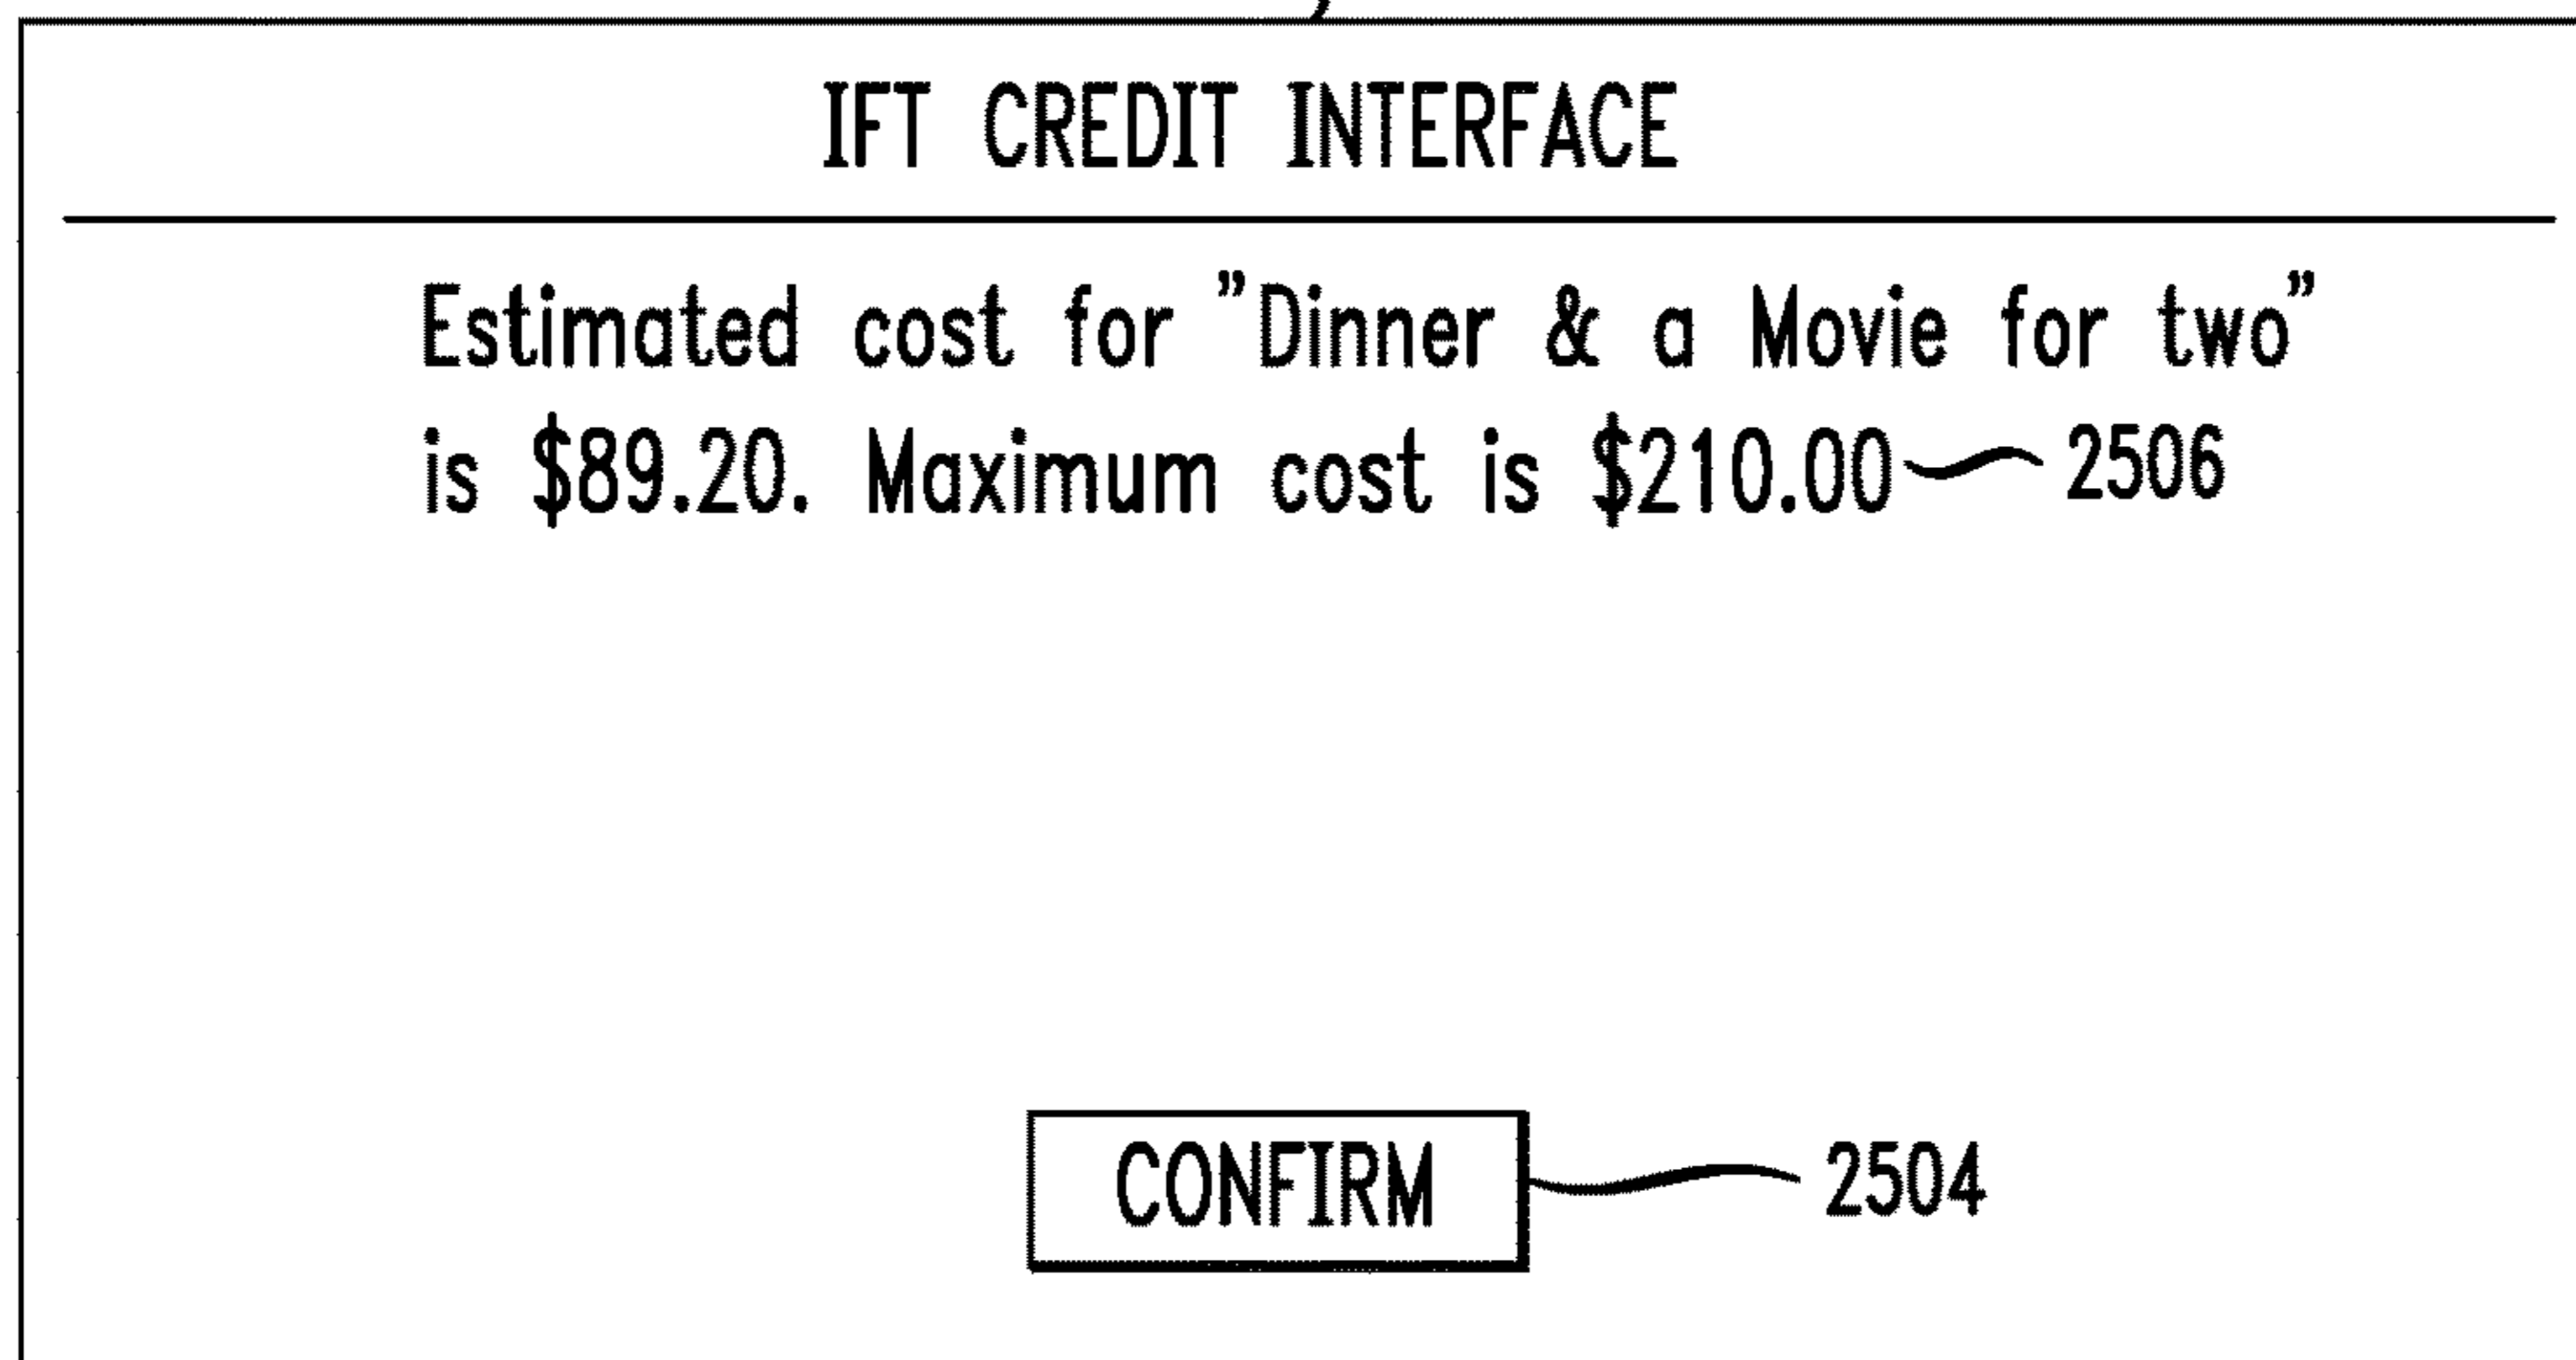 IFT CREDIT INTERFACE
Estimated cost for "Dinner & a Movie for two"
is $89.20. Maximum cost is $210.00 2506
CONFIRM 2504